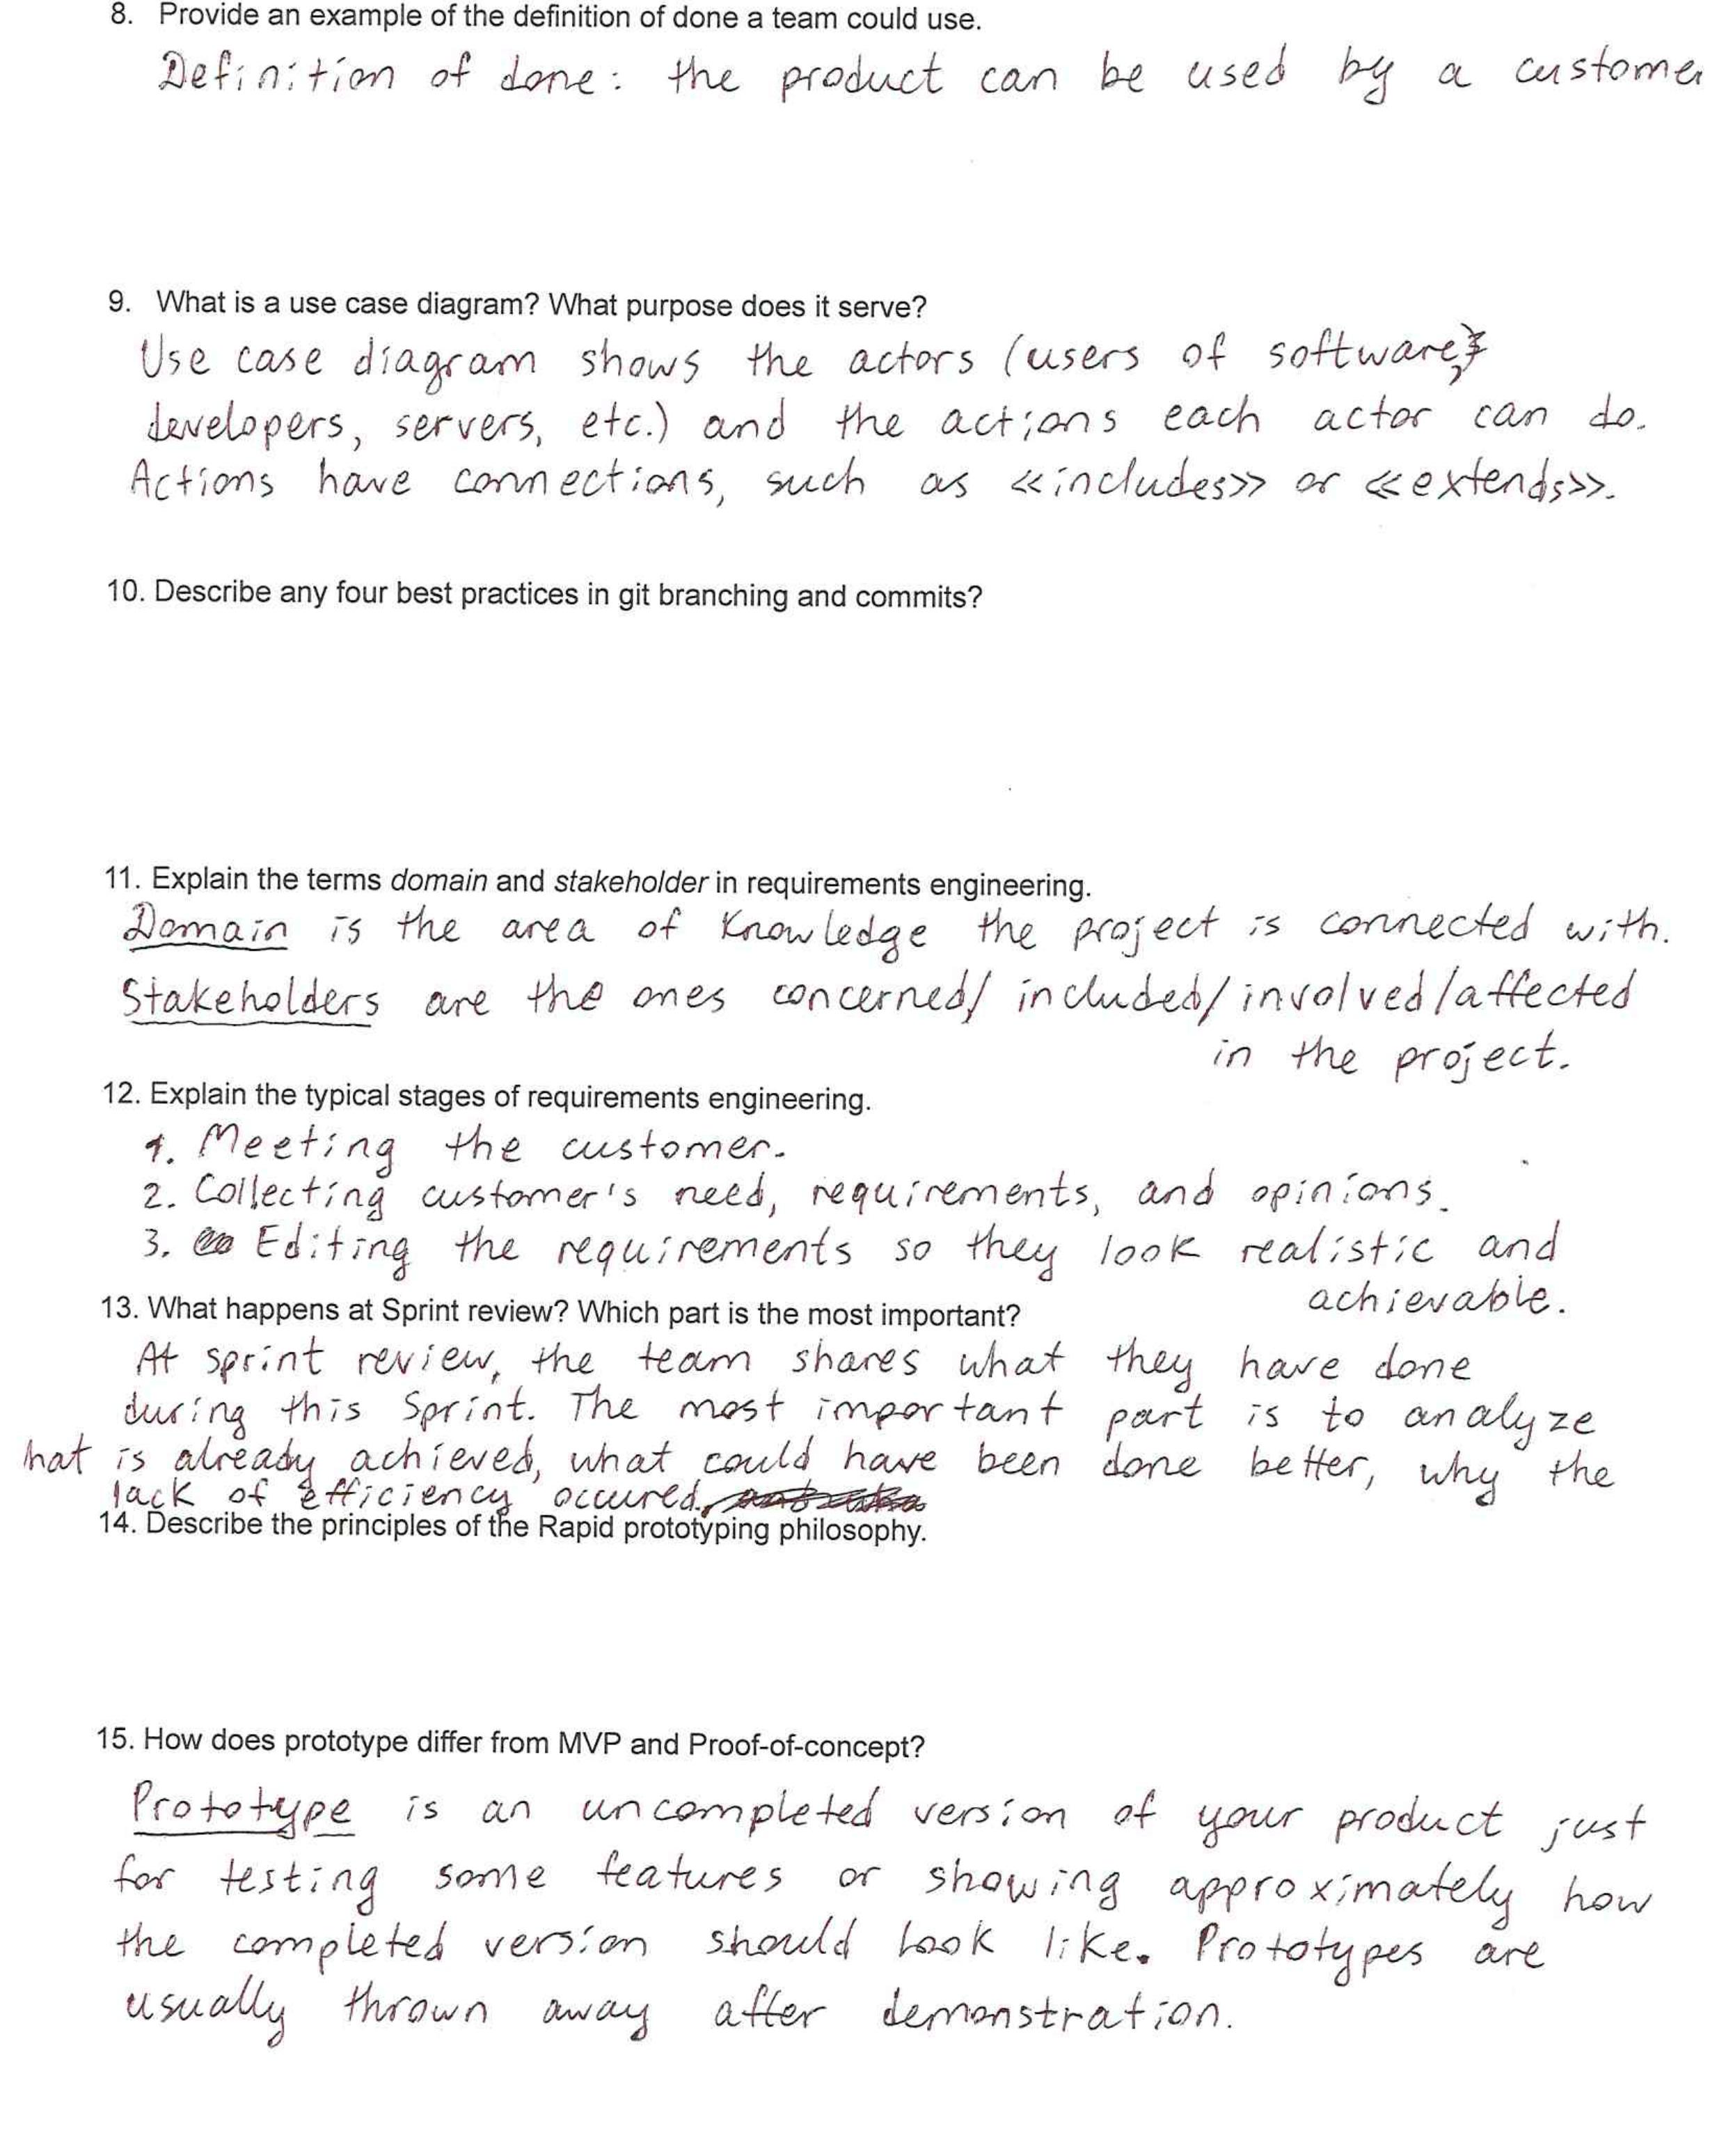 8. Provide an example of the definition of done a team could use.
Definition of done: the product can be used by a customer
9. What is a use case diagram? What purpose does it serve?
Use case diagram shows the actors (users of software,
developers, servers, etc.) and the actions each actor can do.
Actions have connections, such as <<includes>> or <<extends>>.
10. Describe any four best practices in git branching and commits?
11. Explain the terms domain and stakeholder in requirements engineering.
Domain is the area of knowledge the project is connected with.
Stakeholders are the ones concerned/included/involved/affected
in the project.
12. Explain the typical stages of requirements engineering.
1. Meeting the customer.
2. Collecting customer's need, requirements, and opinions.
3. Editing the requirements so they look realistic and
achievable.
13. What happens at Sprint review? Which part is the most important?
At sprint review, the team shares what they have done
during this Sprint. The most important part is to analyze
hat is already achieved, what could have been done better, why the
lack of efficiency occured.
14. Describe the principles of the Rapid prototyping philosophy.
15. How does prototype differ from MVP and Proof-of-concept?
Prototype is an uncompleted version of your product just
for testing some features or showing approximately how
the completed version should look like. Prototypes are
usually thrown away after demonstration.